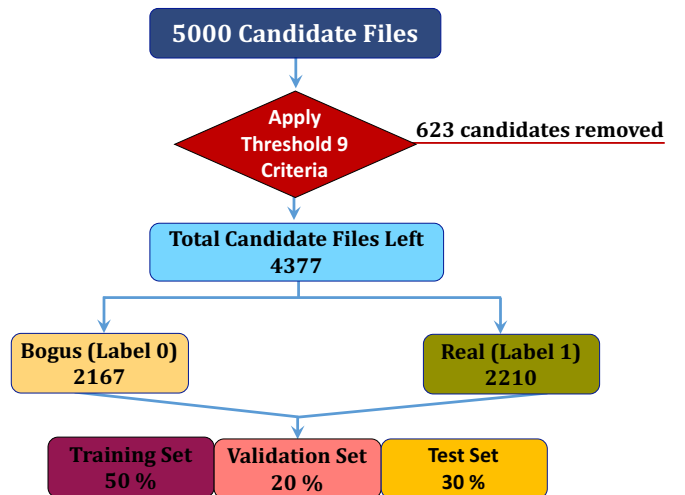 5000 Candidate Files
Apply
Threshold 9
Criteria
623 candidates removed
Total Candidate Files Left
4377
Bogus (Label 0)
2167
Real (Label 1)
2210
Training Set
50 %
Validation Set
20 %
Test Set
30 %